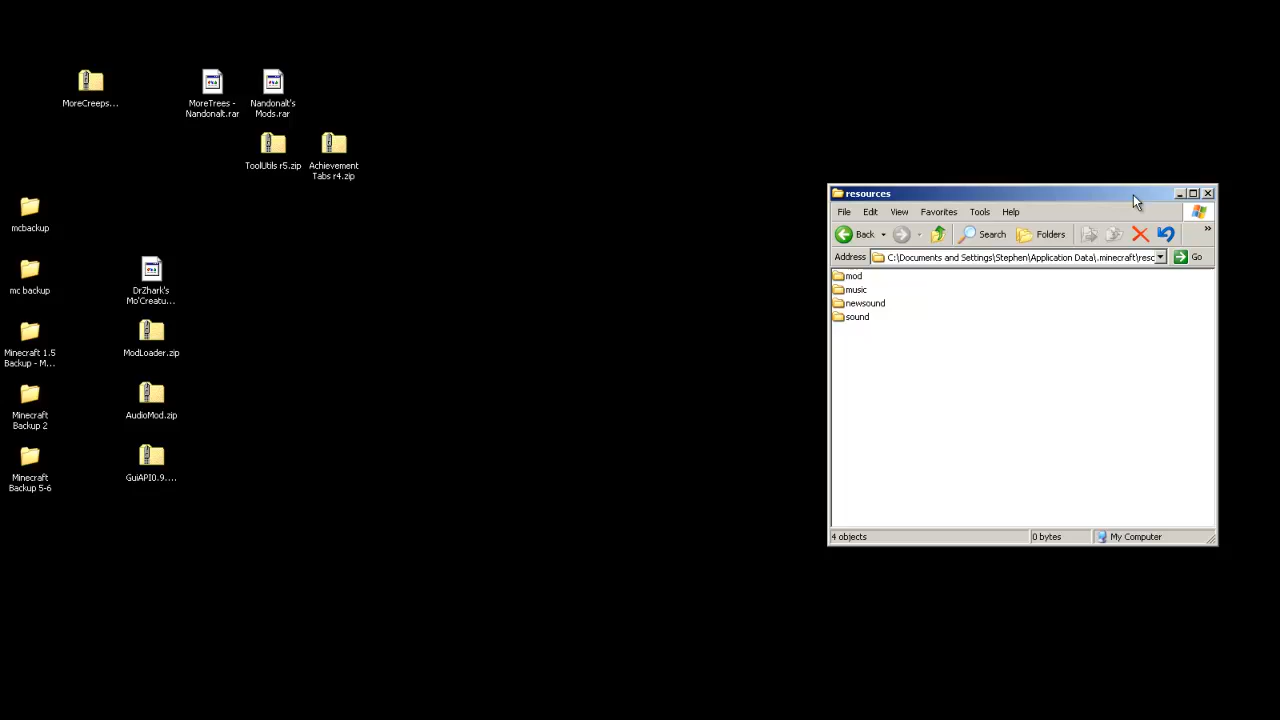 MoreCreeps...
MoreTrees -
Nandonalt.rar
Nandonalt's
Mods.rar
ToolUtils r5.zip
Achievement
Tabs r4.zip
mcbackup
mc backup
DrZhark's
Mo'Creatu...
Minecraft 1.5
Backup - M...
ModLoader.zip
Minecraft
Backup 2
AudioMod.zip
Minecraft
Backup 5-6
GuiAPI0.9....
resources
File Edit View Favorites Tools Help
Back Search Folders »
Address C:\Documents and Settings\Stephen\Application Data\.minecraft\resc Go
mod
music
newsound
sound
4 objects 0 bytes My Computer